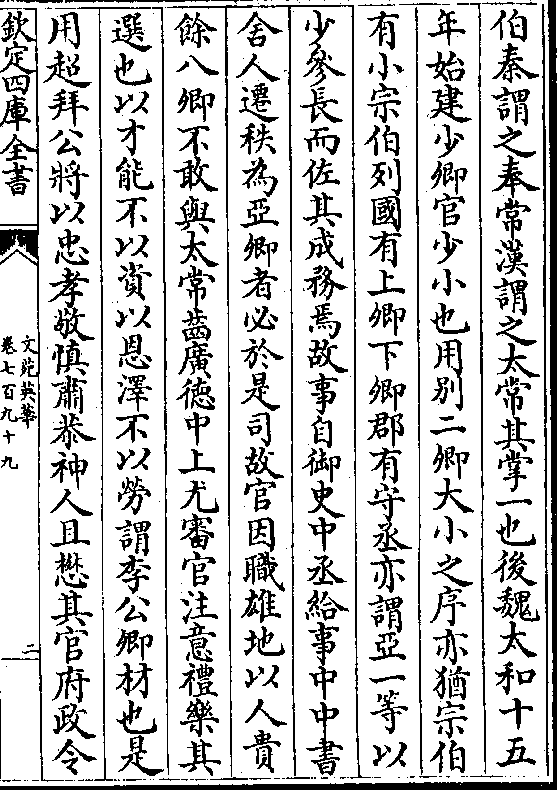 伯秦謂之奉常漢謂之太常其掌一也後魏太和十五
年始建少卿官少小也用别二卿大小之序亦猶宗伯
有小宗伯列國有上卿下卿郡有守丞亦謂亞一等以
少參長而佐其成務焉故事自御史中丞給事中中書
舍人遷秩為亞卿者必於是司故官因職雄地以人貴
餘八卿不敢與太常齒廣德中上尤審官注意禮樂其
選也以才能不以資以恩澤不以勞謂李公卿材也是
用超拜公將以忠孝敬慎肅恭神人且懋其官府政令
欽定四庫全書
文苑英華
卷七百九十九
二